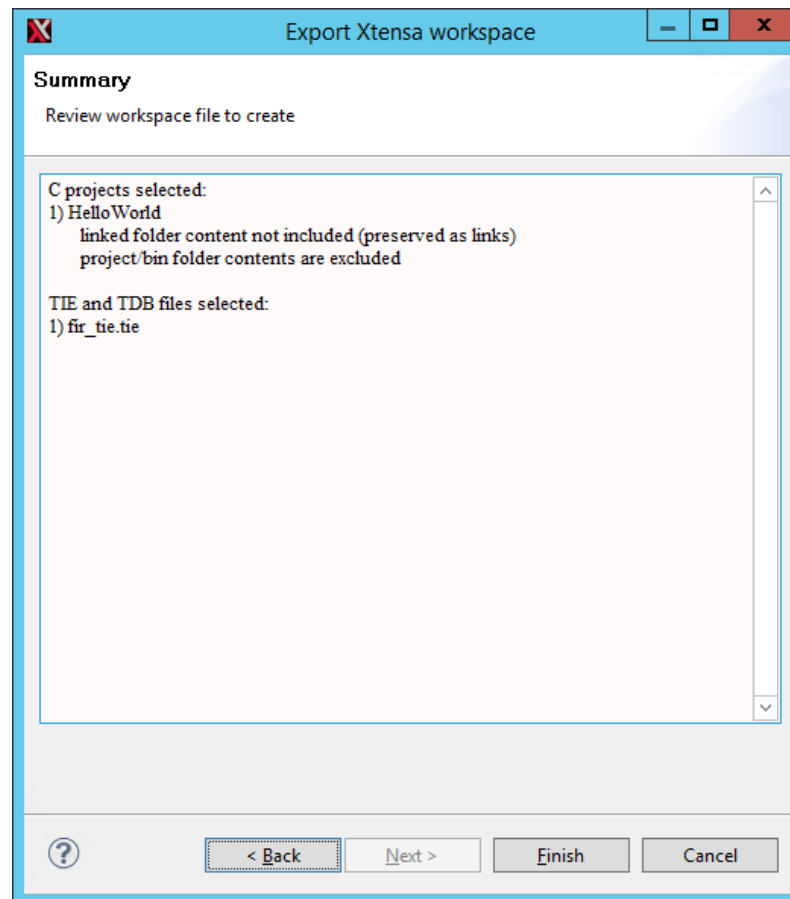 Export Xtensa workspace
Summary
Review workspace file to create
C projects selected:
1) HelloWorld
linked folder content not included (preserved as links)
project/bin folder contents are excluded
TIE and TDB files selected:
1) fir_tie.tie
< Back
Next >
Finish
Cancel